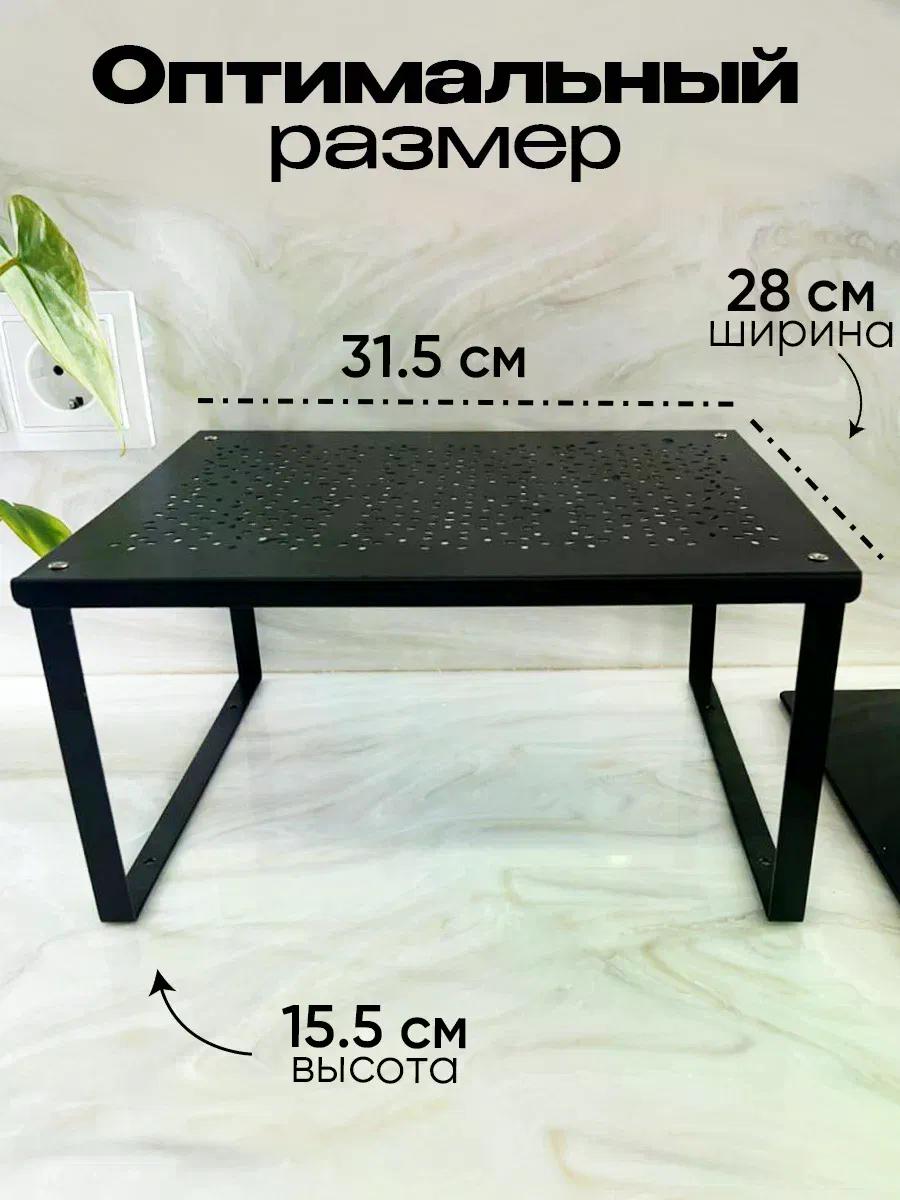 Оптимальный
размер
28 см
ширина
31.5 см
15.5 см
высота